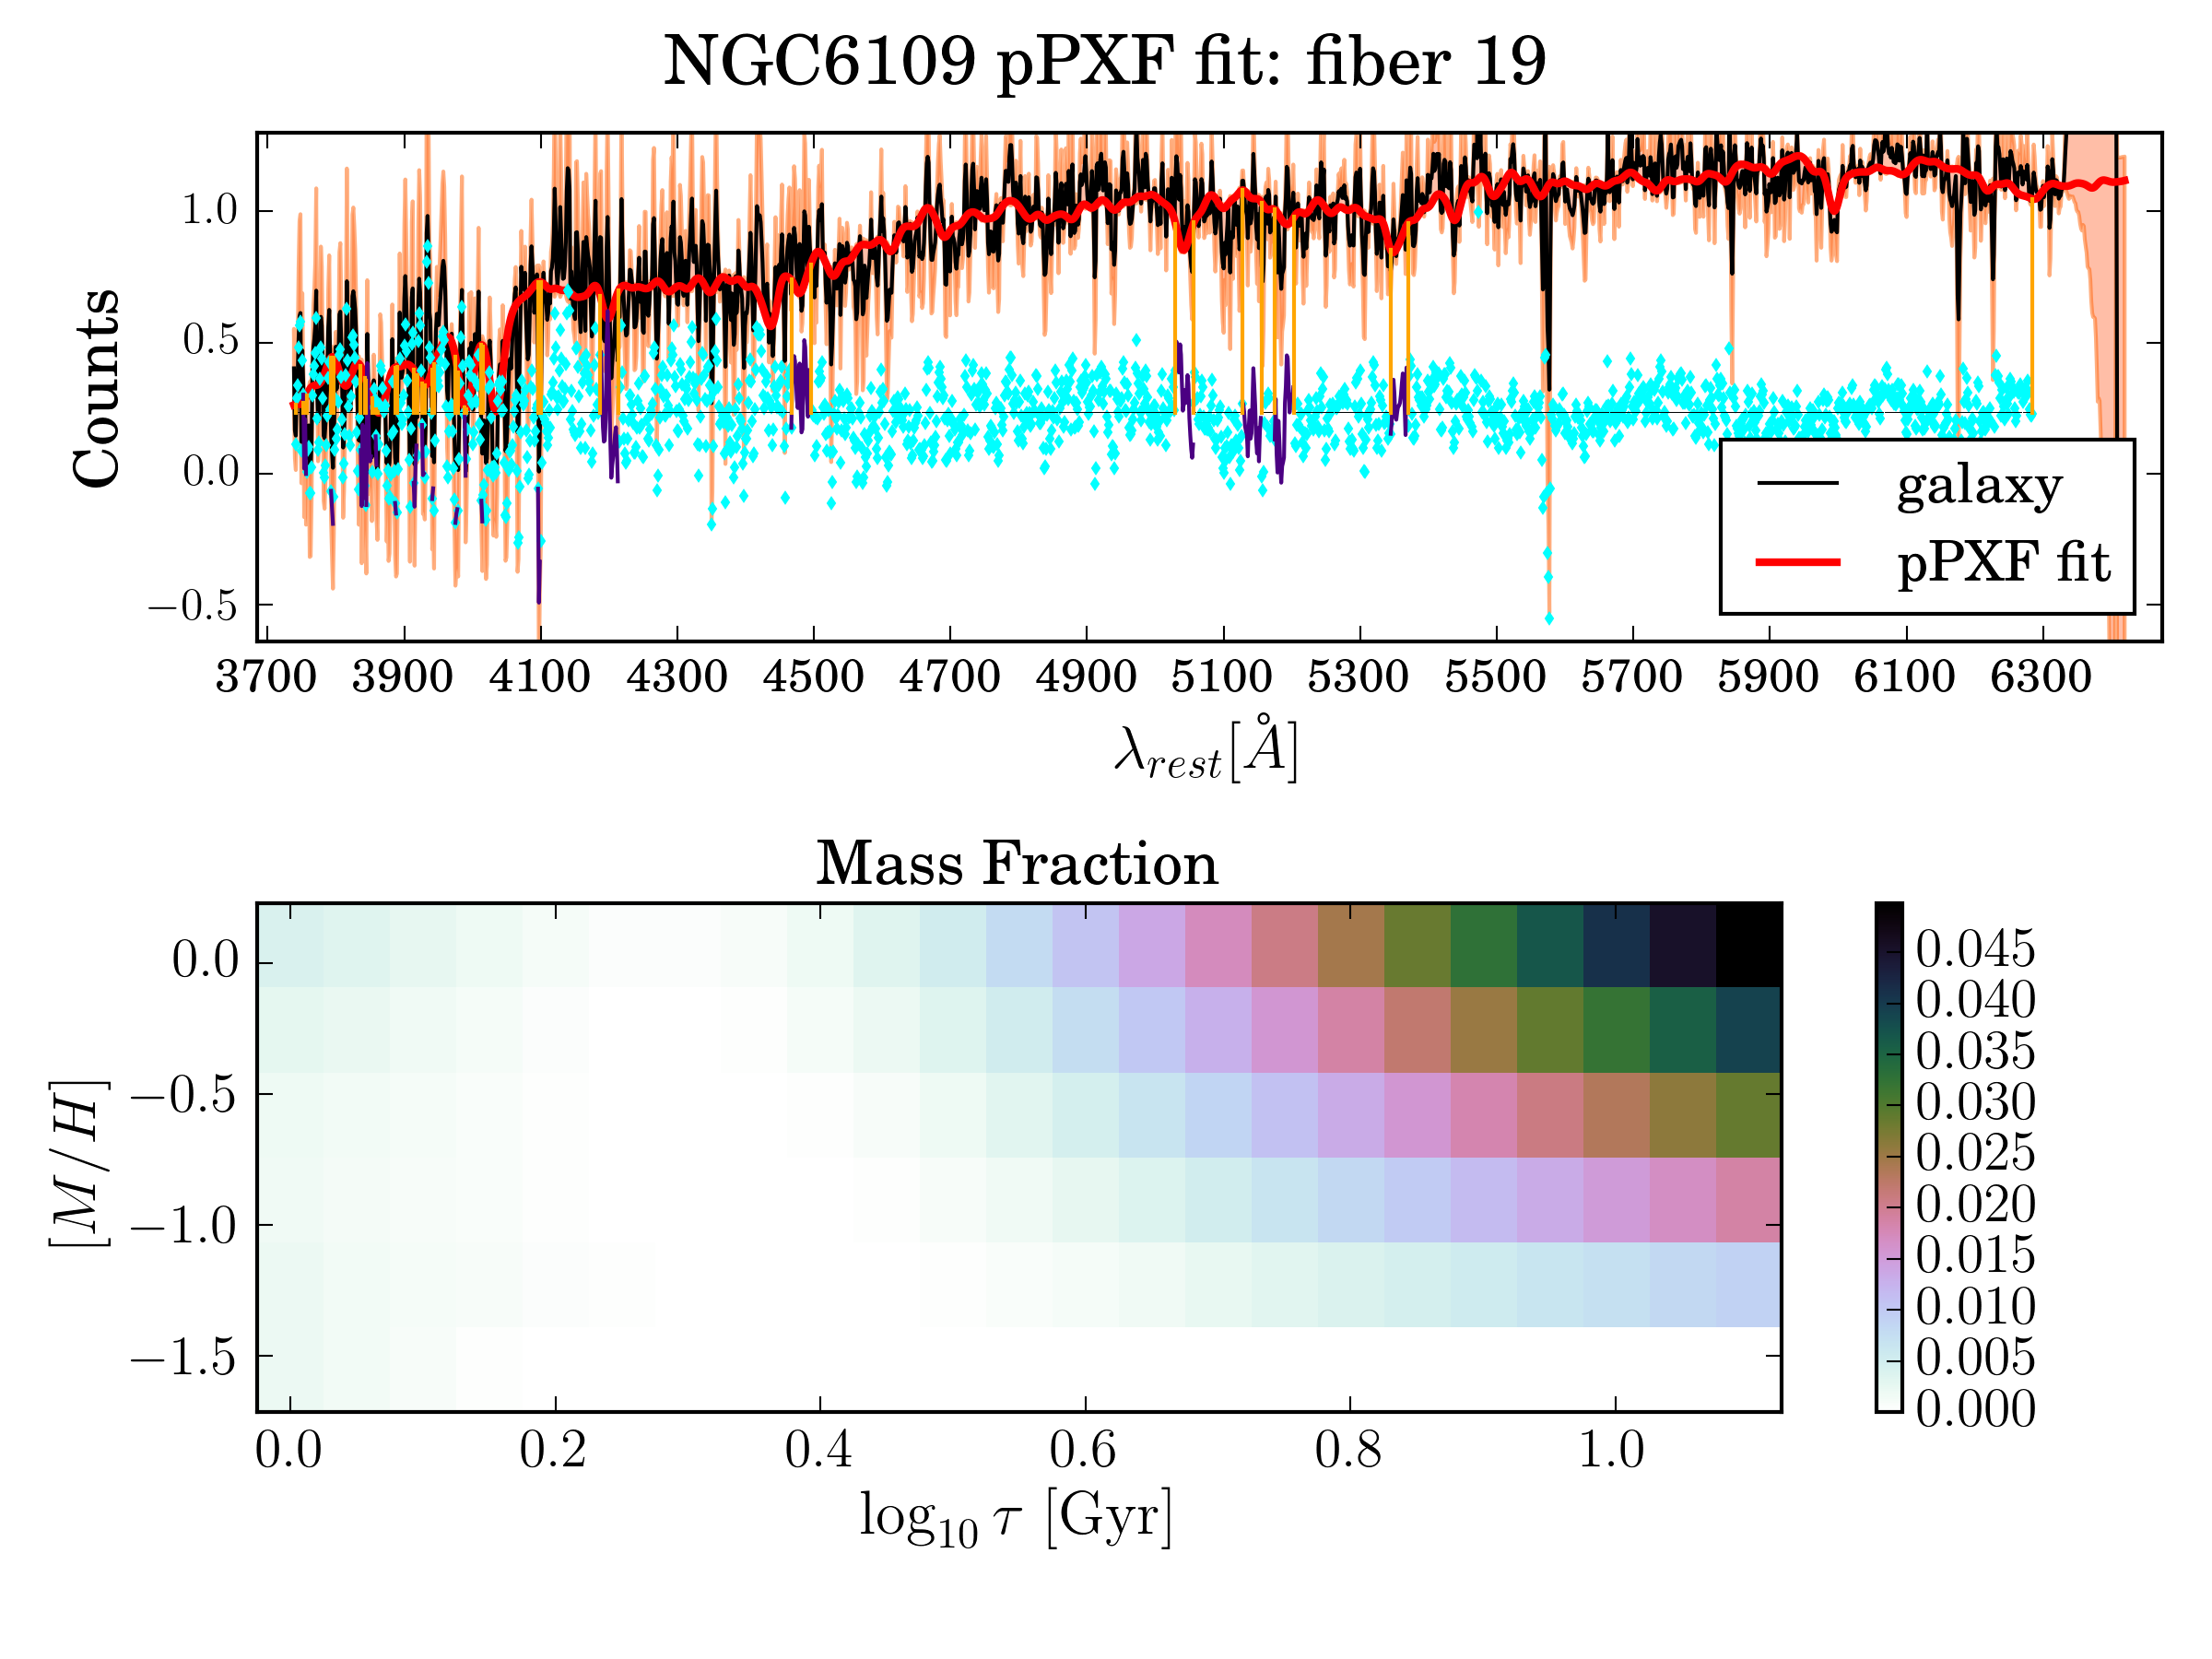 NGC6109 pPXF fit: fiber 19
Counts
1.0
0.5
0.0
−0.5
galaxy
pPXF fit
3700 3900 4100 4300 4500 4700 4900 5100 5300 5500 5700 5900 6100 6300
λ_rest[Å]
Mass Fraction
[M/H]
0.0
−0.5
−1.0
−1.5
0.0 0.2 0.4 0.6 0.8 1.0
log₁₀ τ [Gyr]
0.045
0.040
0.035
0.030
0.025
0.020
0.015
0.010
0.005
0.000